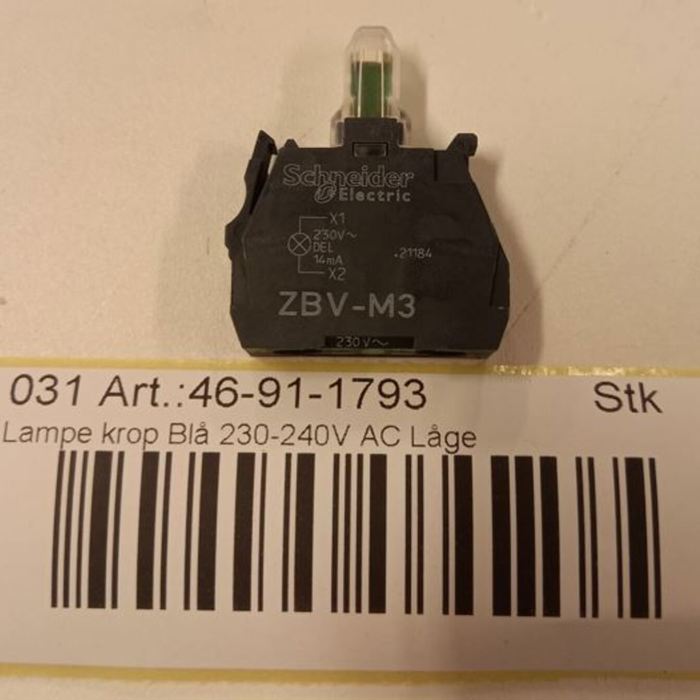 Schneider
Electric
X1
230V~
DEL
14mA
X2
.21184
ZBV-M3
230V~
031 Art.:46-91-1793 Stk
Lampe krop Blå 230-240V AC Låge